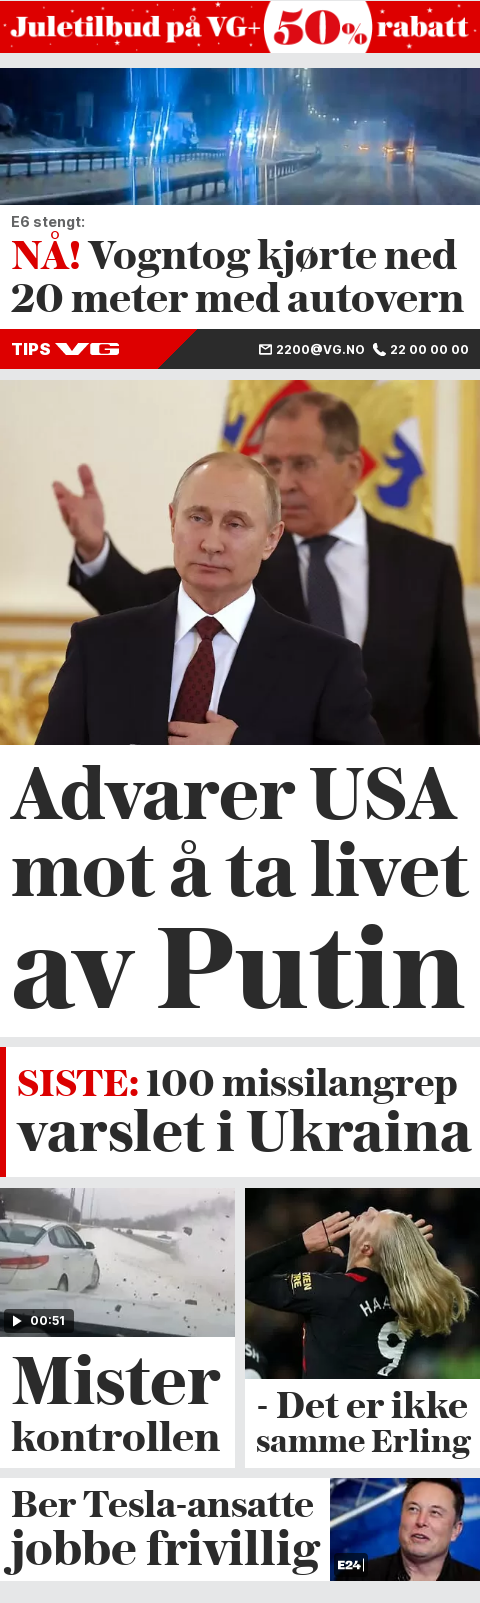 Juletilbud på VG+ 50% rabatt
E6 stengt:
NÅ! Vogntog kjørte ned
20 meter med autovern
TIPS VG 2200@VG.NO 22 00 00 00
Advarer USA
mot å ta livet
av Putin
SISTE: 100 missilangrep
varslet i Ukraina
00:51
Mister
kontrollen
HAA
9
- Det er ikke
samme Erling
Ber Tesla-ansatte
jobbe frivillig
E24